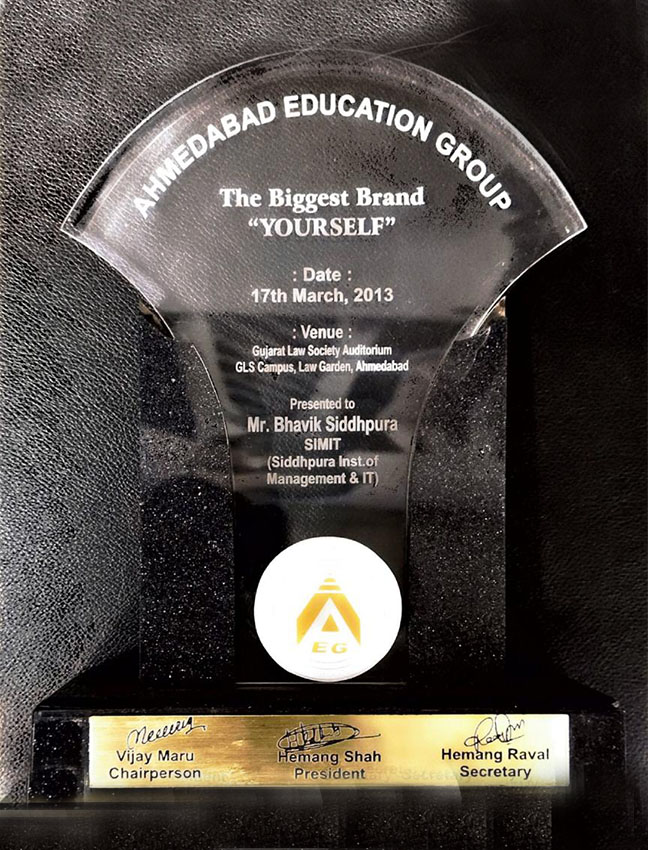 AHMEDABAD EDUCATION GROUP
The Biggest Brand
"YOURSELF"
: Date :
17th March, 2013
: Venue :
Gujarat Law Society Auditorium
GLS Campus, Law Garden, Ahmedabad
Presented to
Mr. Bhavik Siddhpura
SIMIT
(Siddhpura Inst.of
Management & IT)
A
EG
Vijay Maru
Chairperson
Hemang Shah
President
Hemang Raval
Secretary